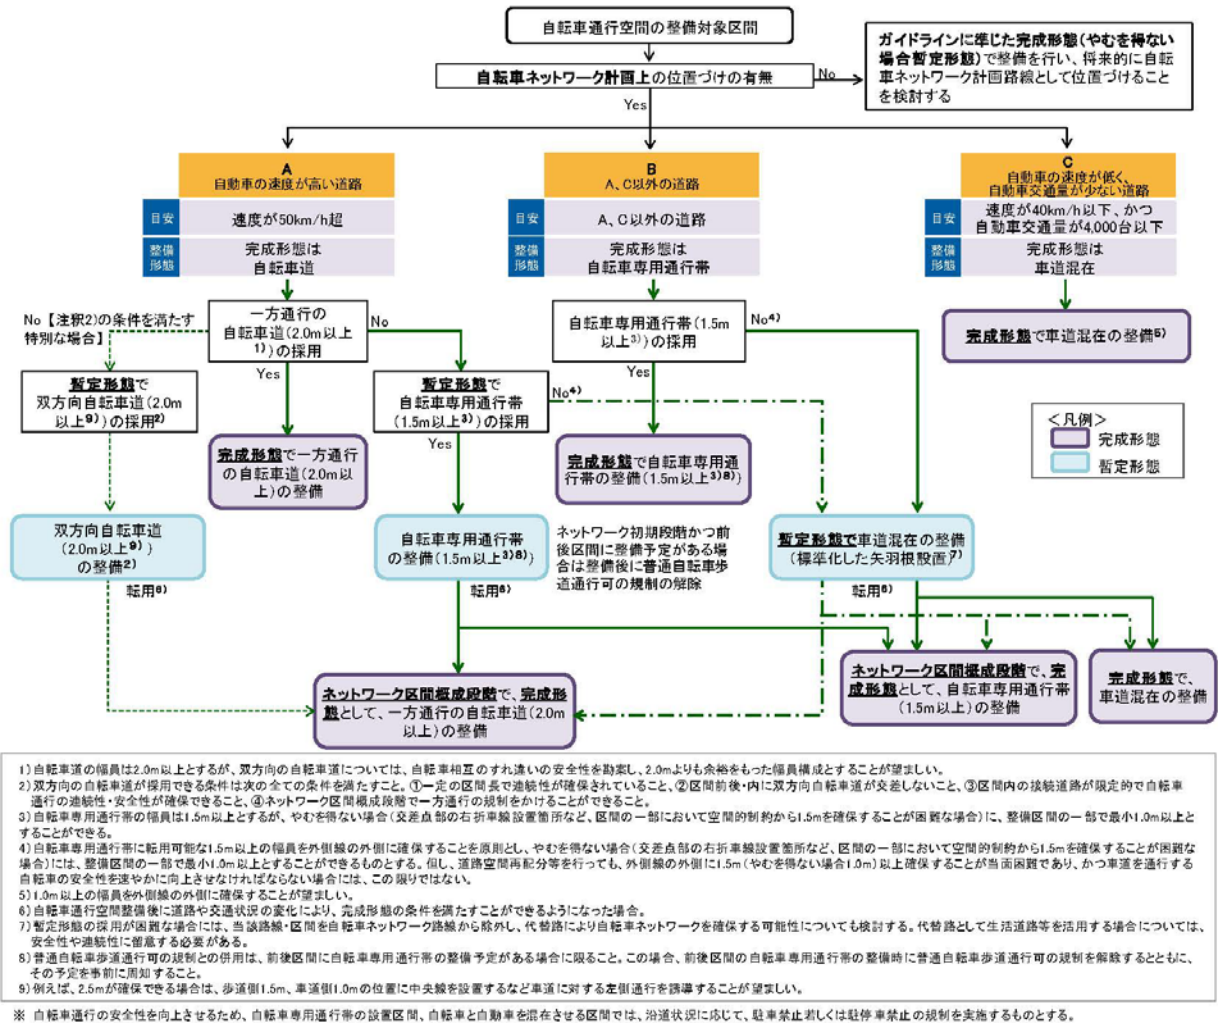 自転車通行空間の整備対象区間
自転車ネットワーク計画上の位置づけの有無
No
Yes
ガイドラインに準じた完成形態(やむを得ない
場合暫定形態)で整備を行い、将来的に自転
車ネットワーク計画路線として位置づけること
を検討する
A
自動車の速度が高い道路
目安
速度が50km/h超
整備
形態
完成形態は
自転車道
B
A、C以外の道路
目安
A、C以外の道路
整備
形態
完成形態は
自転車専用通行帯
C
自動車の速度が低く、
自動車交通量が少ない道路
目安
速度が40km/h以下、かつ
自動車交通量が4,000台以下
整備
形態
完成形態は
車道混在
No 【注釈2)の条件を満たす
特別な場合】
一方通行の
自転車道(2.0m以上
1))の採用
No
Yes
自転車専用通行帯(1.5m
以上3))の採用
No4)
Yes
完成形態で車道混在の整備5)
暫定形態で
双方向自転車道(2.0m
以上9))の採用2)
暫定形態で
自転車専用通行帯
(1.5m以上3))の採用
No4)
Yes
完成形態で一方通行
の自転車道(2.0m以
上)の整備
完成形態で自転車専用通
行帯の整備(1.5m以上3)8))
<凡例>
完成形態
暫定形態
双方向自転車道
(2.0m以上9))
の整備2)
転用6)
自転車専用通行帯
の整備(1.5m以上3)8))
転用6)
ネットワーク初期段階かつ前
後区間に整備予定がある場
合は整備後に普通自転車歩
道通行可の規制の解除
暫定形態で車道混在の整備
(標準化した矢羽根設置)7)
転用6)
ネットワーク区間概成段階で、完成形
態として、一方通行の自転車道(2.0m
以上)の整備
ネットワーク区間概成段階で、完
成形態として、自転車専用通行帯
(1.5m以上)の整備
完成形態で、
車道混在の整備
1)自転車道の幅員は2.0m以上とするが、双方向の自転車道については、自転車相互のすれ違いの安全性を勘案し、2.0mよりも余裕をもった幅員構成とすることが望ましい。
2)双方向の自転車道が採用できる条件は次の全ての条件を満たすこと。①一定の区間長で連続性が確保されていること、②区間前後・内に双方向自転車道が交差しないこと、③区間内の接続道路が限定的で自転車
通行の連続性・安全性が確保できること、④ネットワーク区間概成段階で一方通行の規制をかけることができること。
3)自転車専用通行帯の幅員は1.5m以上とするが、やむを得ない場合(交差点部の右折車線設置箇所など、区間の一部において空間的制約から1.5mを確保することが困難な場合)に、整備区間の一部で最小1.0m以上と
することができる。
4)自転車専用通行帯に転用可能な1.5m以上の幅員を外側線の外側に確保することを原則とし、やむを得ない場合(交差点部の右折車線設置箇所など、区間の一部において空間的制約から1.5mを確保することが困難な
場合)には、整備区間の一部で最小1.0m以上とすることができるものとする。但し、道路空間再配分等を行っても、外側線の外側に1.5m(やむを得ない場合1.0m)以上確保することが当面困難であり、かつ車道を通行する
自転車の安全性を速やかに向上させなければならない場合には、この限りではない。
5)1.0m以上の幅員を外側線の外側に確保することが望ましい。
6)自転車通行空間整備後に道路や交通状況の変化により、完成形態の条件を満たすことができるようになった場合。
7)暫定形態の採用が困難な場合には、当該路線・区間を自転車ネットワーク路線から除外し、代替路により自転車ネットワークを確保する可能性についても検討する。代替路として生活道路等を活用する場合については、
安全性や連続性に留意する必要がある。
8)普通自転車歩道通行可の規制との併用は、前後区間に自転車専用通行帯の整備予定がある場合に限ること。この場合、前後区間の自転車専用通行帯の整備時に普通自転車歩道通行可の規制を解除するとともに、
その予定を事前に周知すること。
9)例えば、2.5mが確保できる場合は、歩道側1.5m、車道側1.0mの位置に中央線を設置するなど車道に対する左側通行を誘導することが望ましい。
※ 自転車通行の安全性を向上させるため、自転車専用通行帯の設置区間、自転車と自動車を混在させる区間では、沿道状況に応じて、駐車禁止若しくは駐停車禁止の規制を実施するものとする。